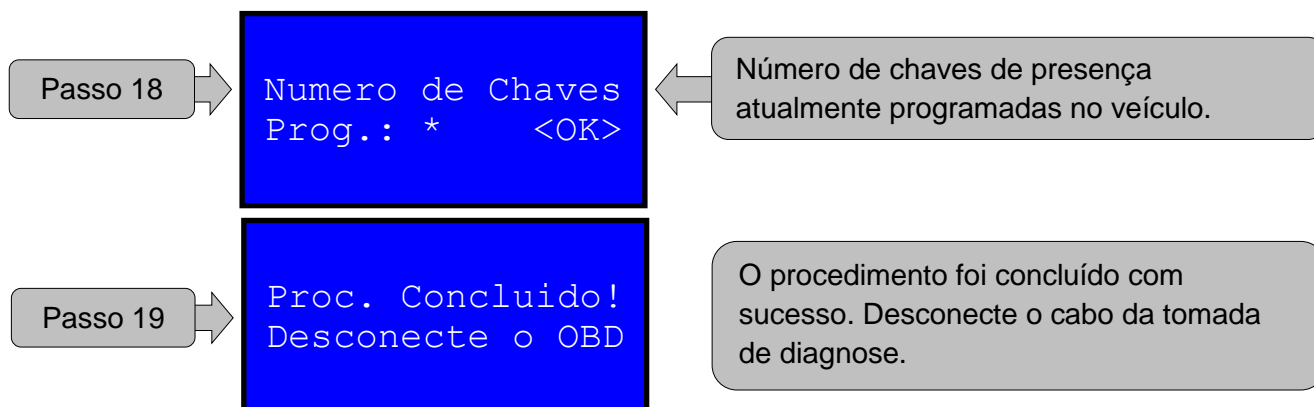 Passo 18
Numero de Chaves
Prog.: * <OK>
Número de chaves de presença
atualmente programadas no veículo.
Passo 19
Proc. Concluido!
Desconecte o OBD
O procedimento foi concluído com
sucesso. Desconecte o cabo da tomada
de diagnose.